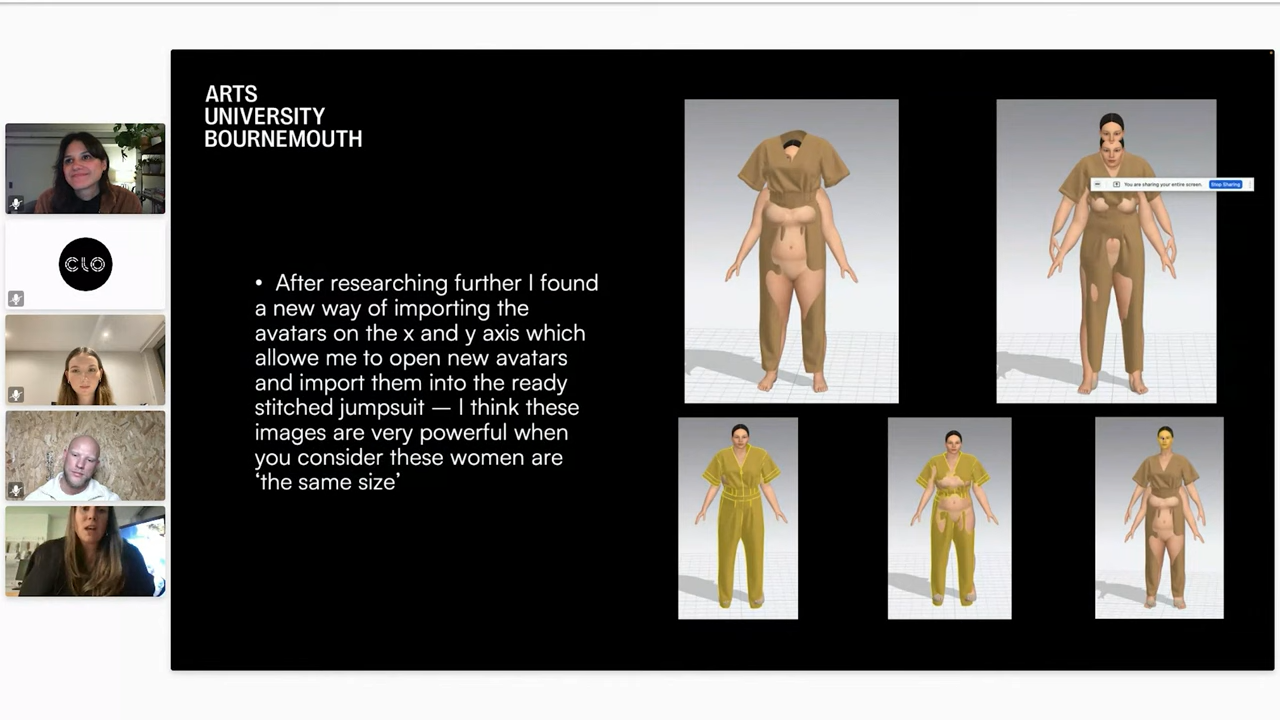 ARTS
UNIVERSITY
BOURNEMOUTH
• After researching further I found
a new way of importing the
avatars on the x and y axis which
allowe me to open new avatars
and import them into the ready
stitched jumpsuit — I think these
images are very powerful when
you consider these women are
‘the same size’
You are sharing your entire screen.
Stop Sharing
CLO